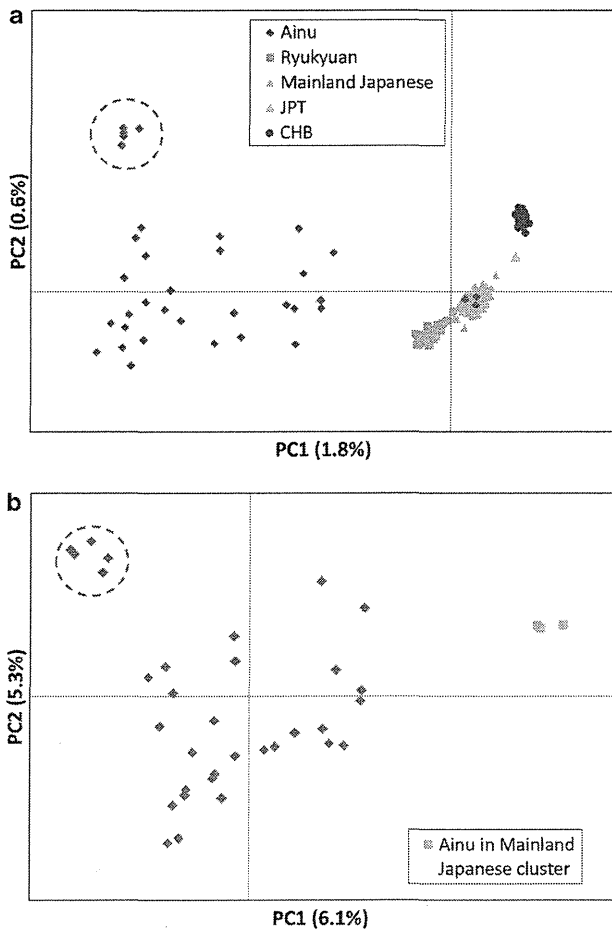 a
Ainu
Ryukyuan
Mainland Japanese
JPT
CHB
PC2 (0.6%)
PC1 (1.8%)
b
PC2 (5.3%)
Ainu in Mainland
Japanese cluster
PC1 (6.1%)